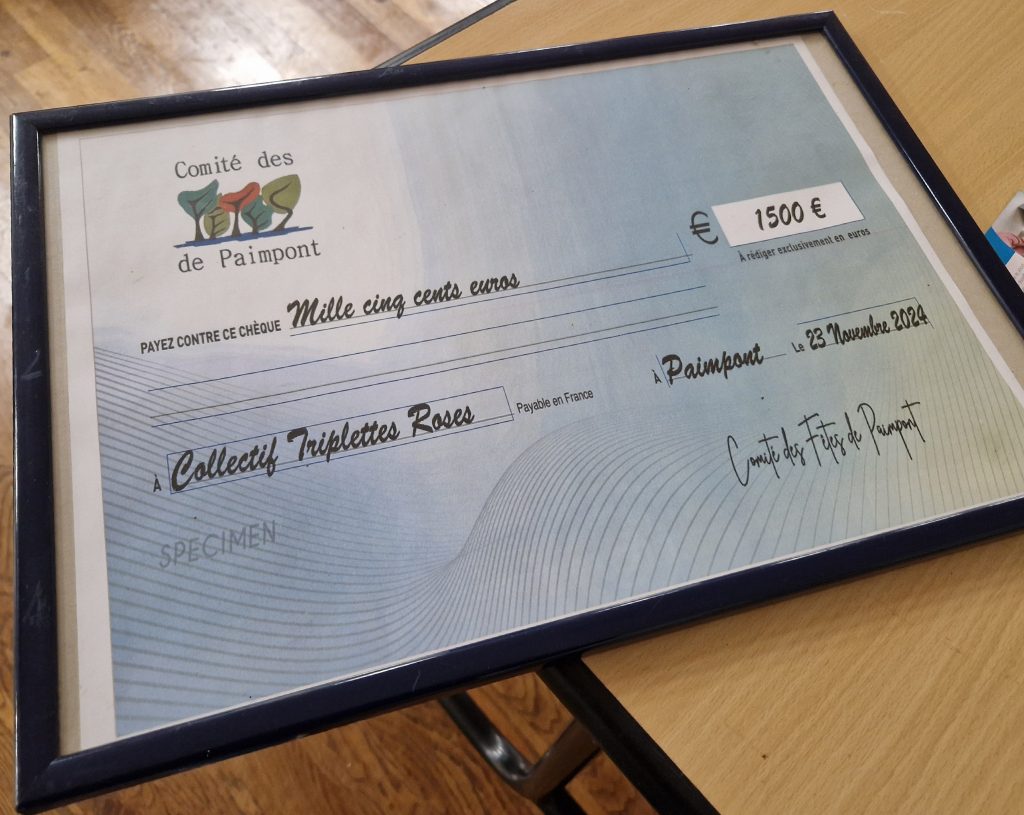 Comité des
de Paimpont
€ 1500 €
À rédiger exclusivement en euros
PAYEZ CONTRE CE CHÈQUE Mille cinq cents euros
À Paimpont Le 23 Novembre 2024
À Collectif Triplettes Roses Payable en France
Comité des Fêtes de Paimpont
SPECIMEN